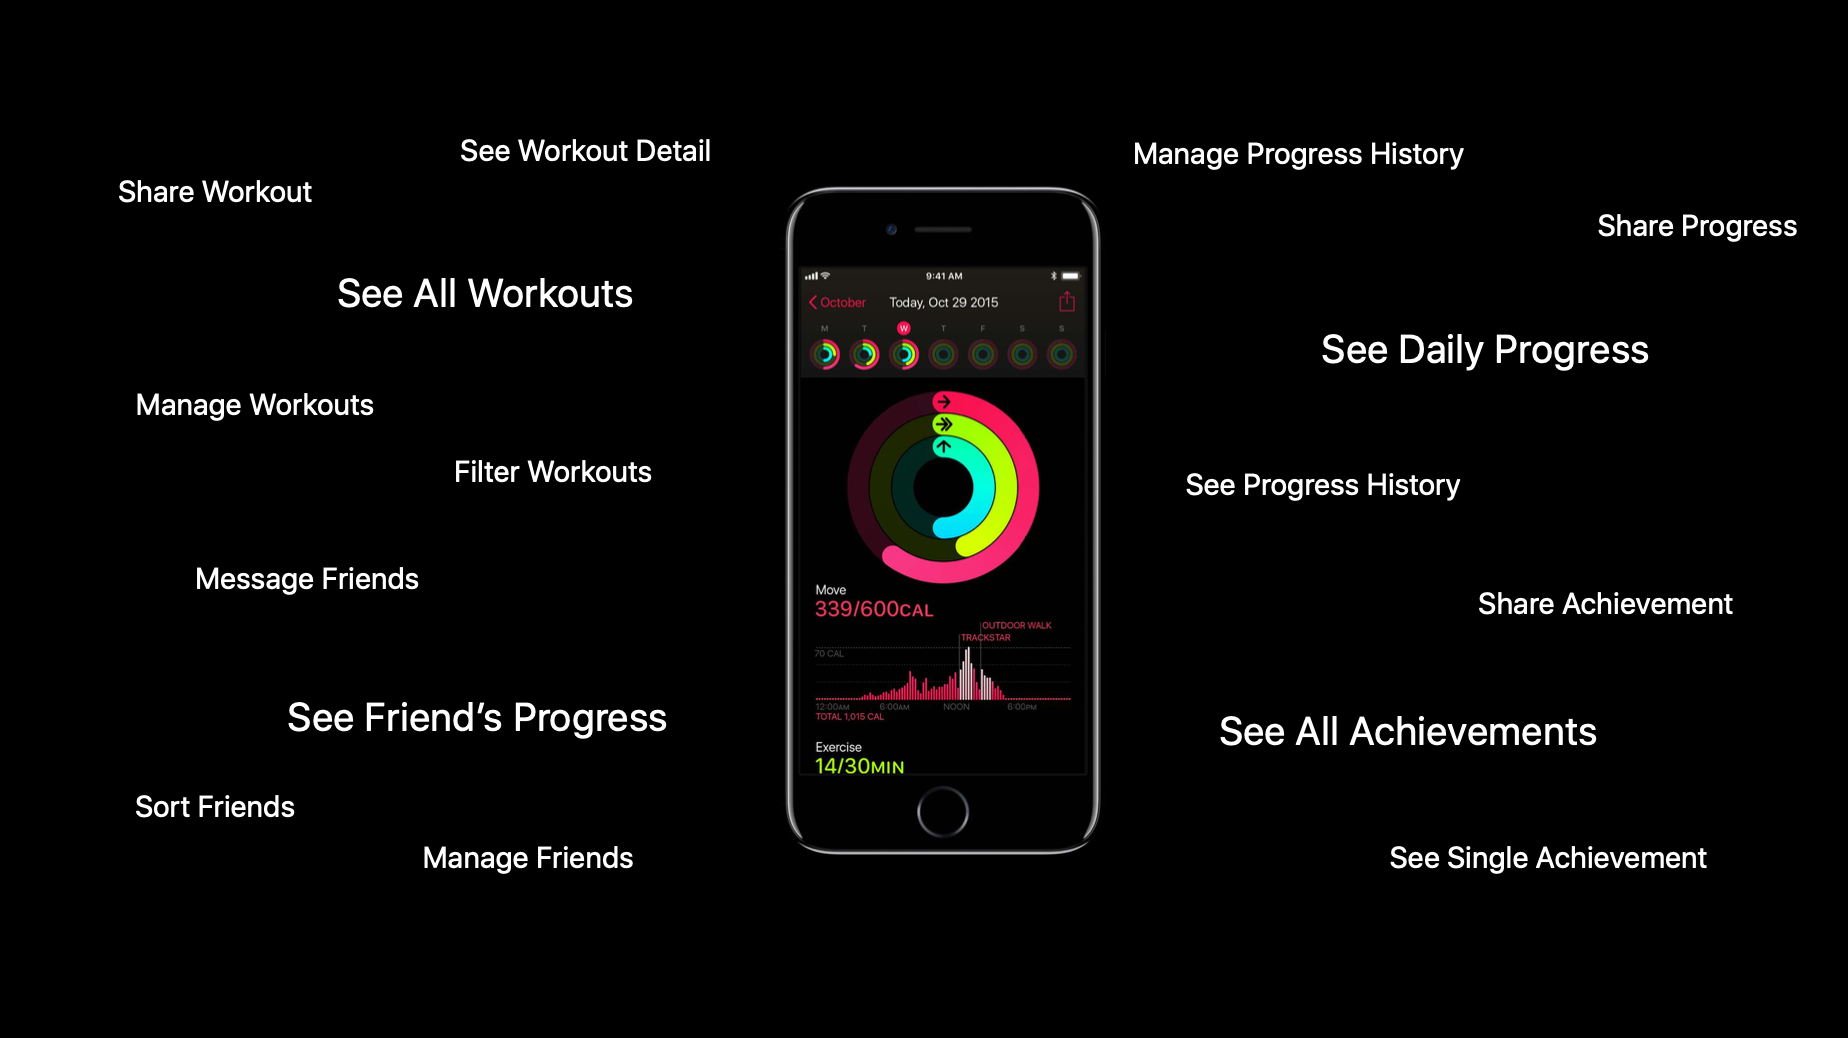 See Workout Detail
Share Workout
See All Workouts
Manage Workouts
Filter Workouts
Message Friends
See Friend's Progress
Sort Friends
Manage Friends
9:41 AM
October
Today, Oct 29 2015
M T W T F S S
Move
339/600CAL
OUTDOOR WALK
TRACKSTAR
70 CAL
12:00AM 6:00AM NOON 6:00PM
TOTAL 1,015 CAL
Exercise
14/30MIN
Manage Progress History
Share Progress
See Daily Progress
See Progress History
Share Achievement
See All Achievements
See Single Achievement